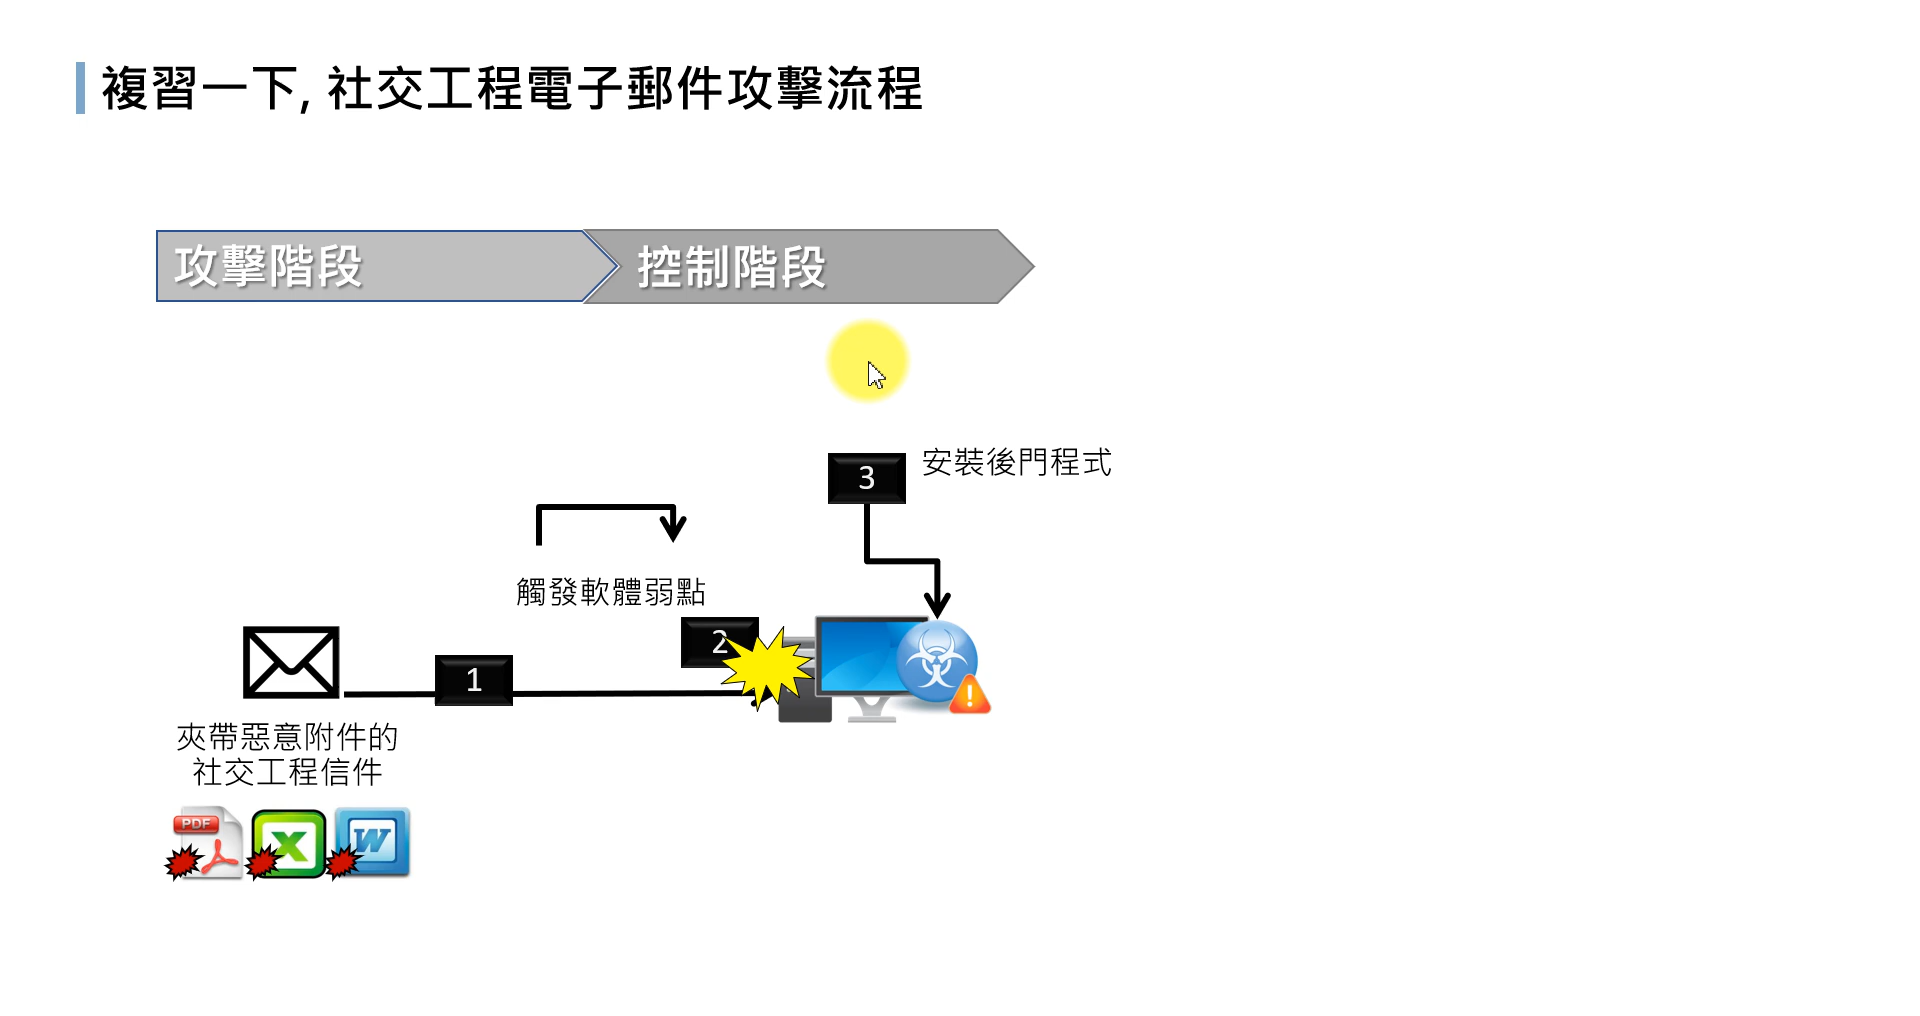 複習一下, 社交工程電子郵件攻擊流程
攻擊階段
控制階段
3
安裝後門程式
觸發軟體弱點
2
1
夾帶惡意附件的
社交工程信件
PDF
X
W
!